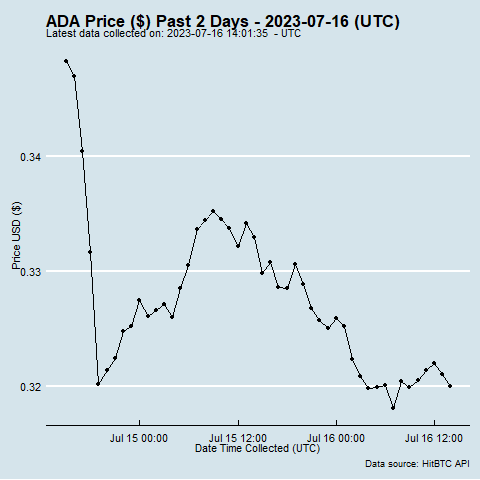 ADA Price ($) Past 2 Days - 2023-07-16 (UTC)
Latest data collected on: 2023-07-16 14:01:35  - UTC
Price USD ($)
0.34
0.33
0.32
Jul 15 00:00
Jul 15 12:00
Jul 16 00:00
Jul 16 12:00
Date Time Collected (UTC)
Data source: HitBTC API